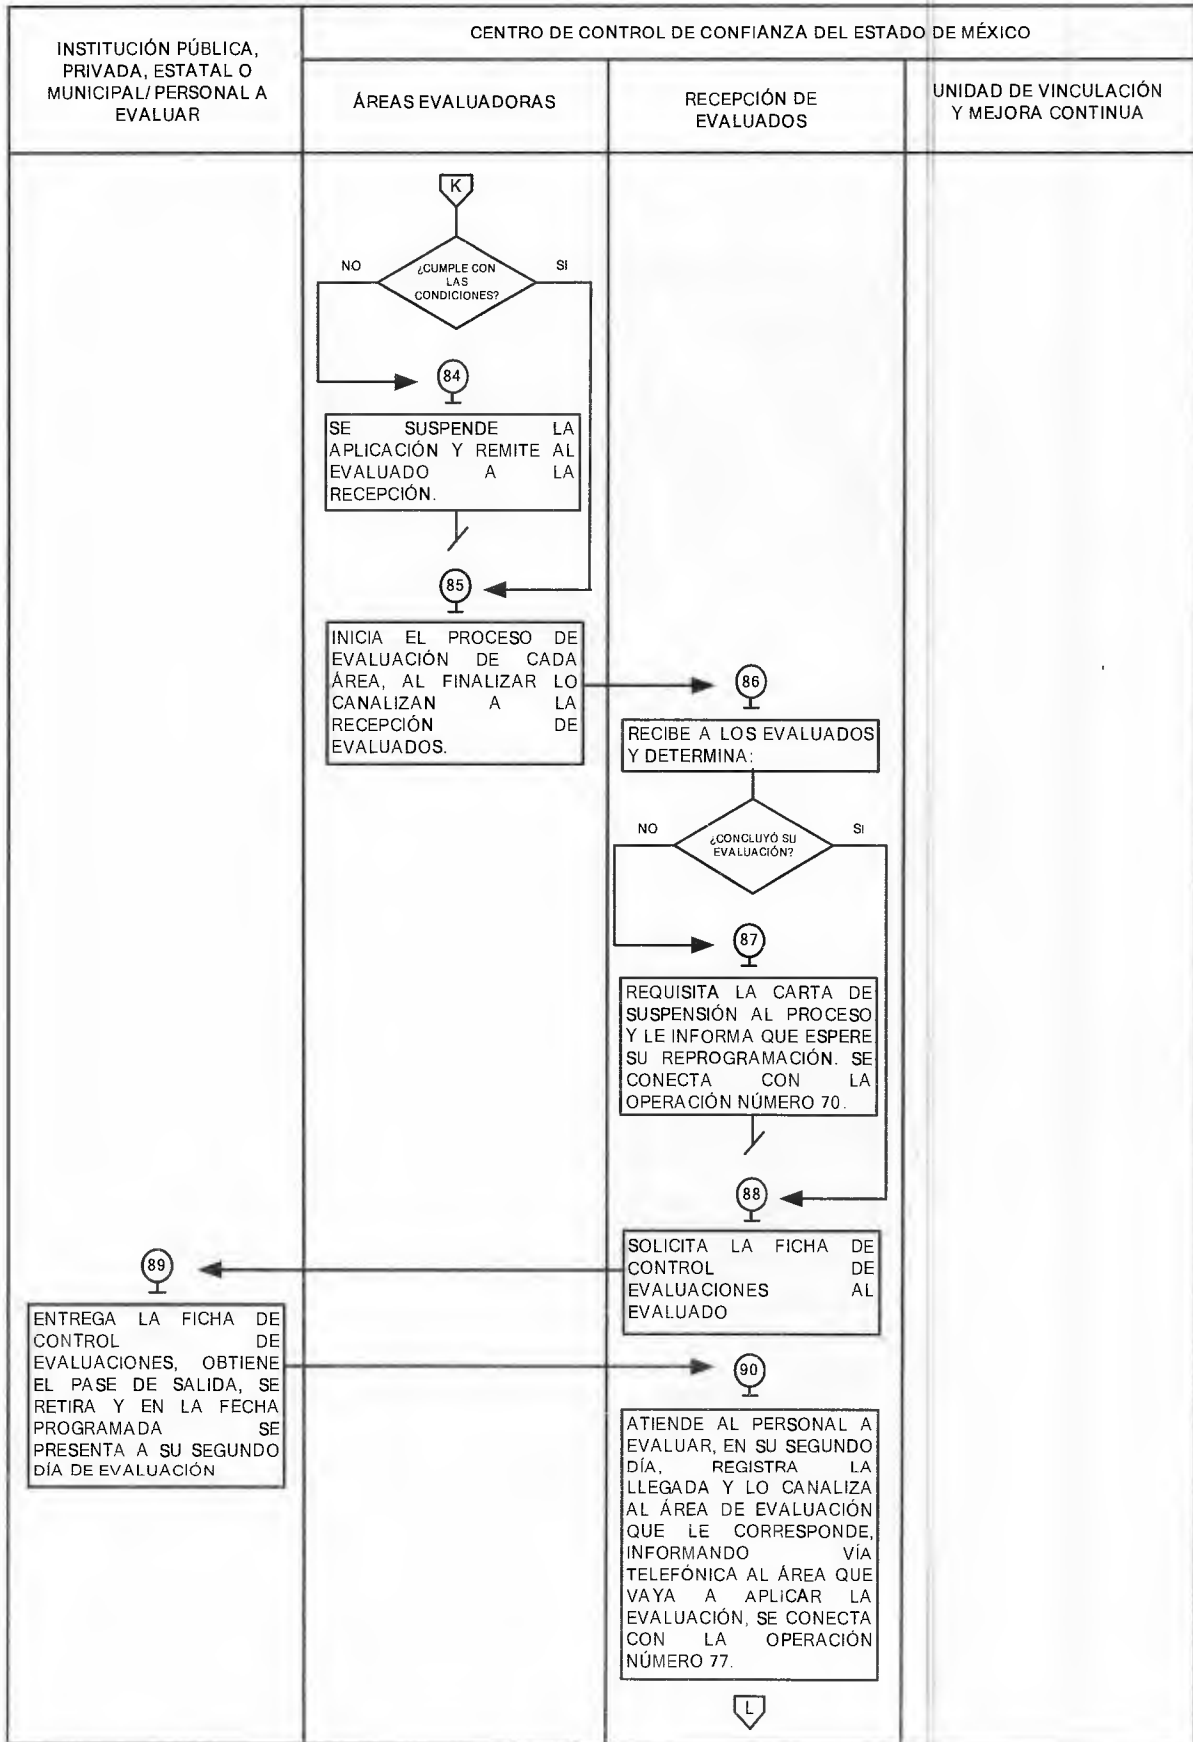 CENTRO DE CONTROL DE CONFIANZA DEL ESTADO DE MÉXICO
INSTITUCIÓN PÚBLICA,
PRIVADA, ESTATAL O
MUNICIPAL/ PERSONAL A
EVALUAR
ÁREAS EVALUADORAS
RECEPCIÓN DE
EVALUADOS
UNIDAD DE VINCULACIÓN
Y MEJORA CONTINUA
K
NO
¿CUMPLE CON
LAS
CONDICIONES?
SI
84
SE SUSPENDE LA
APLICACIÓN Y REMITE AL
EVALUADO A LA
RECEPCIÓN.
85
INICIA EL PROCESO DE
EVALUACIÓN DE CADA
ÁREA, AL FINALIZAR LO
CANALIZAN A LA
RECEPCIÓN DE
EVALUADOS.
86
RECIBE A LOS EVALUADOS
Y DETERMINA:
NO
¿CONCLUYÓ SU
EVALUACIÓN?
SI
87
REQUISITA LA CARTA DE
SUSPENSIÓN AL PROCESO
Y LE INFORMA QUE ESPERE
SU REPROGRAMACIÓN. SE
CONECTA CON LA
OPERACIÓN NÚMERO 70.
88
SOLICITA LA FICHA DE
CONTROL DE
EVALUACIONES AL
EVALUADO
89
ENTREGA LA FICHA DE
CONTROL DE
EVALUACIONES, OBTIENE
EL PASE DE SALIDA, SE
RETIRA Y EN LA FECHA
PROGRAMADA SE
PRESENTA A SU SEGUNDO
DÍA DE EVALUACIÓN
90
ATIENDE AL PERSONAL A
EVALUAR, EN SU SEGUNDO
DÍA, REGISTRA LA
LLEGADA Y LO CANALIZA
AL ÁREA DE EVALUACIÓN
QUE LE CORRESPONDE,
INFORMANDO VÍA
TELEFÓNICA AL ÁREA QUE
VAYA A APLICAR LA
EVALUACIÓN, SE CONECTA
CON LA OPERACIÓN
NÚMERO 77.
L